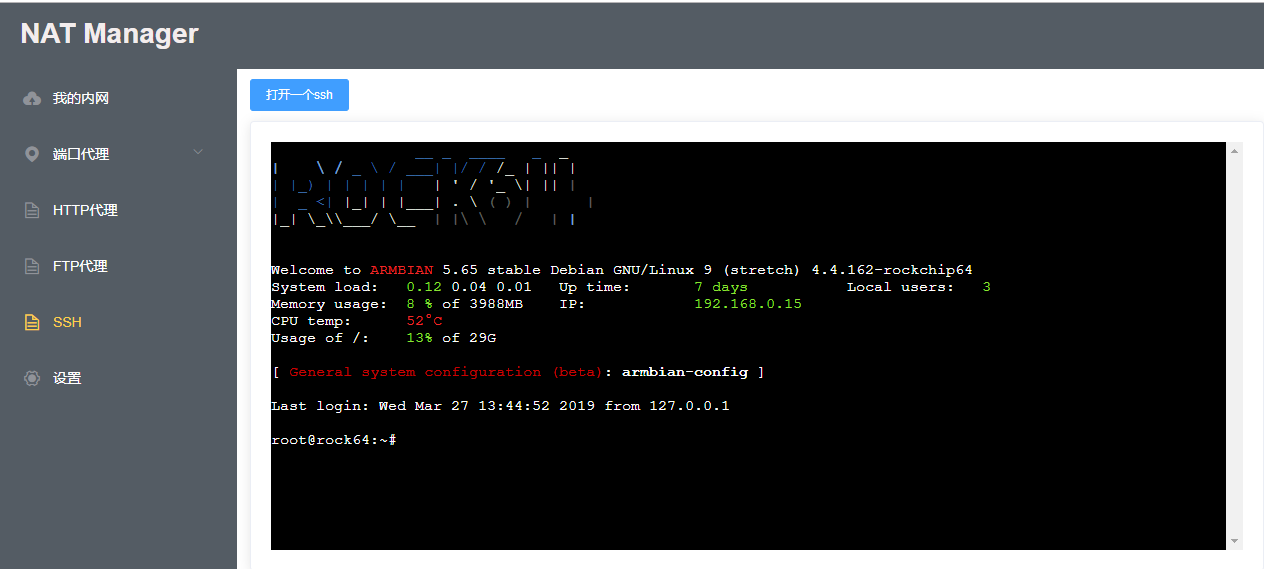 NAT Manager
我的内网
端口代理
HTTP代理
FTP代理
SSH
设置
打开一个ssh
Welcome to ARMBIAN 5.65 stable Debian GNU/Linux 9 (stretch) 4.4.162-rockchip64
System load: 0.12 0.04 0.01 Up time: 7 days Local users: 3
Memory usage: 8 % of 3988MB IP: 192.168.0.15
CPU temp: 52°C
Usage of /: 13% of 29G
[ General system configuration (beta): armbian-config ]
Last login: Wed Mar 27 13:44:52 2019 from 127.0.0.1
root@rock64:~#